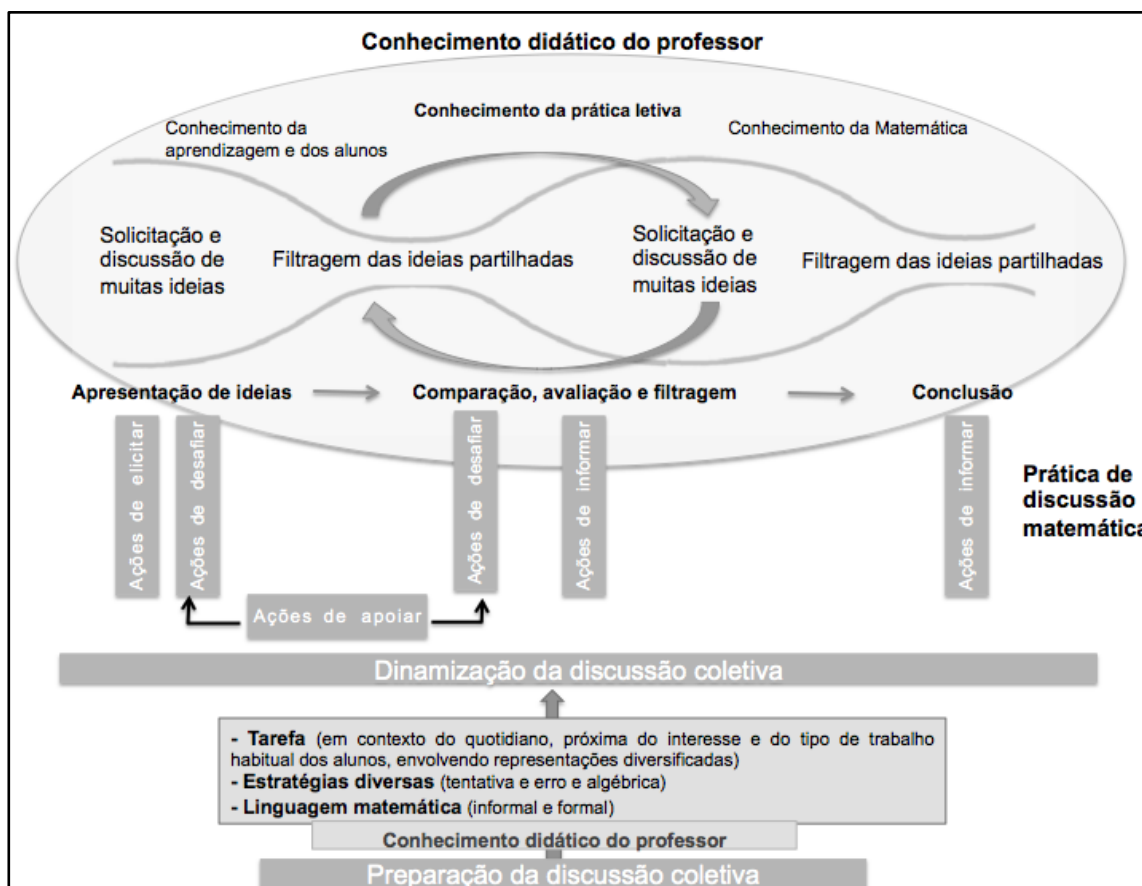 Conhecimento didático do professor
Conhecimento da prática letiva
Conhecimento da
aprendizagem e dos alunos
Conhecimento da Matemática
Solicitação e
discussão de
muitas ideias
Filtragem das ideias partilhadas
Solicitação e
discussão de
muitas ideias
Filtragem das ideias partilhadas
Apresentação de ideias
Comparação, avaliação e filtragem
Conclusão
Ações de elicitar
Ações de desafiar
Ações de desafiar
Ações de informar
Ações de informar
Prática de
discussão
matemática
Ações de apoiar
Dinamização da discussão coletiva
- Tarefa (em contexto do quotidiano, próxima do interesse e do tipo de trabalho
habitual dos alunos, envolvendo representações diversificadas)
- Estratégias diversas (tentativa e erro e algébrica)
- Linguagem matemática (informal e formal)
Conhecimento didático do professor
Preparação da discussão coletiva